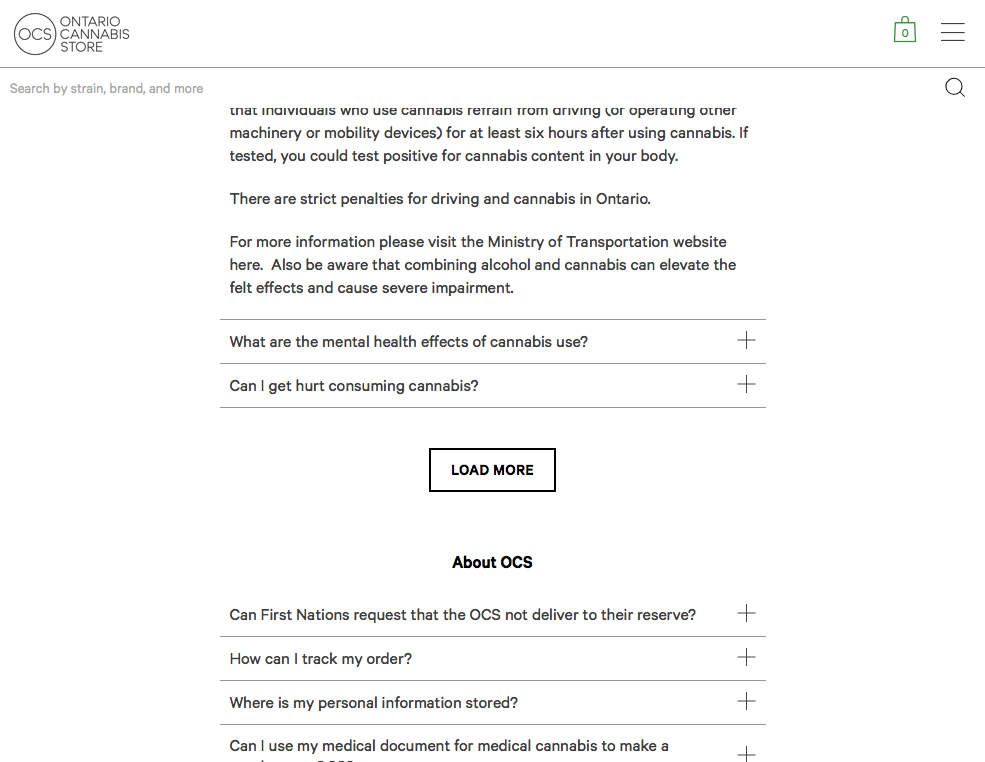 OCS
ONTARIO
CANNABIS
STORE
0
Search by strain, brand, and more
that individuals who use cannabis refrain from driving (or operating other
machinery or mobility devices) for at least six hours after using cannabis. If
tested, you could test positive for cannabis content in your body.
There are strict penalties for driving and cannabis in Ontario.
For more information please visit the Ministry of Transportation website
here.  Also be aware that combining alcohol and cannabis can elevate the
felt effects and cause severe impairment.
What are the mental health effects of cannabis use?
Can I get hurt consuming cannabis?
LOAD MORE
About OCS
Can First Nations request that the OCS not deliver to their reserve?
How can I track my order?
Where is my personal information stored?
Can I use my medical document for medical cannabis to make a